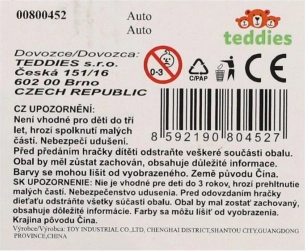 00800452
Auto
Auto
teddies
Dovozce/Dovozca:
TEDDIES s.r.o.
Česká 151/16
602 00 Brno
CZECH REPUBLIC
0-3
C/PAP
CE
CZ UPOZORNĚNÍ:
Není vhodné pro děti do tří
let, hrozí spolknutí malých
částí. Nebezpečí udušení.
8 592190 804527
Před předáním hračky dítěti odstraňte veškeré součásti obalu.
Obal by měl zůstat zachován, obsahuje důležité informace.
Barvy se mohou lišit od vyobrazeného. Země původu Čína.
SK UPOZORNENIE: Nie je vhodné pre deti do 3 rokov, hrozí prehltnutie
malých častí. Nebezpečenstvo udusenia. Pred podaním hračky
dieťaťu odstráňte všetky časti obalu. Obal by mal zostať zachovaný,
obsahuje dôležité informácie. Farby sa môžu líšiť od vyobrazeného.
Krajina pôvodu Čína.
Výrobce/Výrobca: TOY INDUSTRIAL CO.,LTD, CHENGHAI DISTRICT,SHANTOU CITY,GUANGDONG
PROVINCE,CHINA